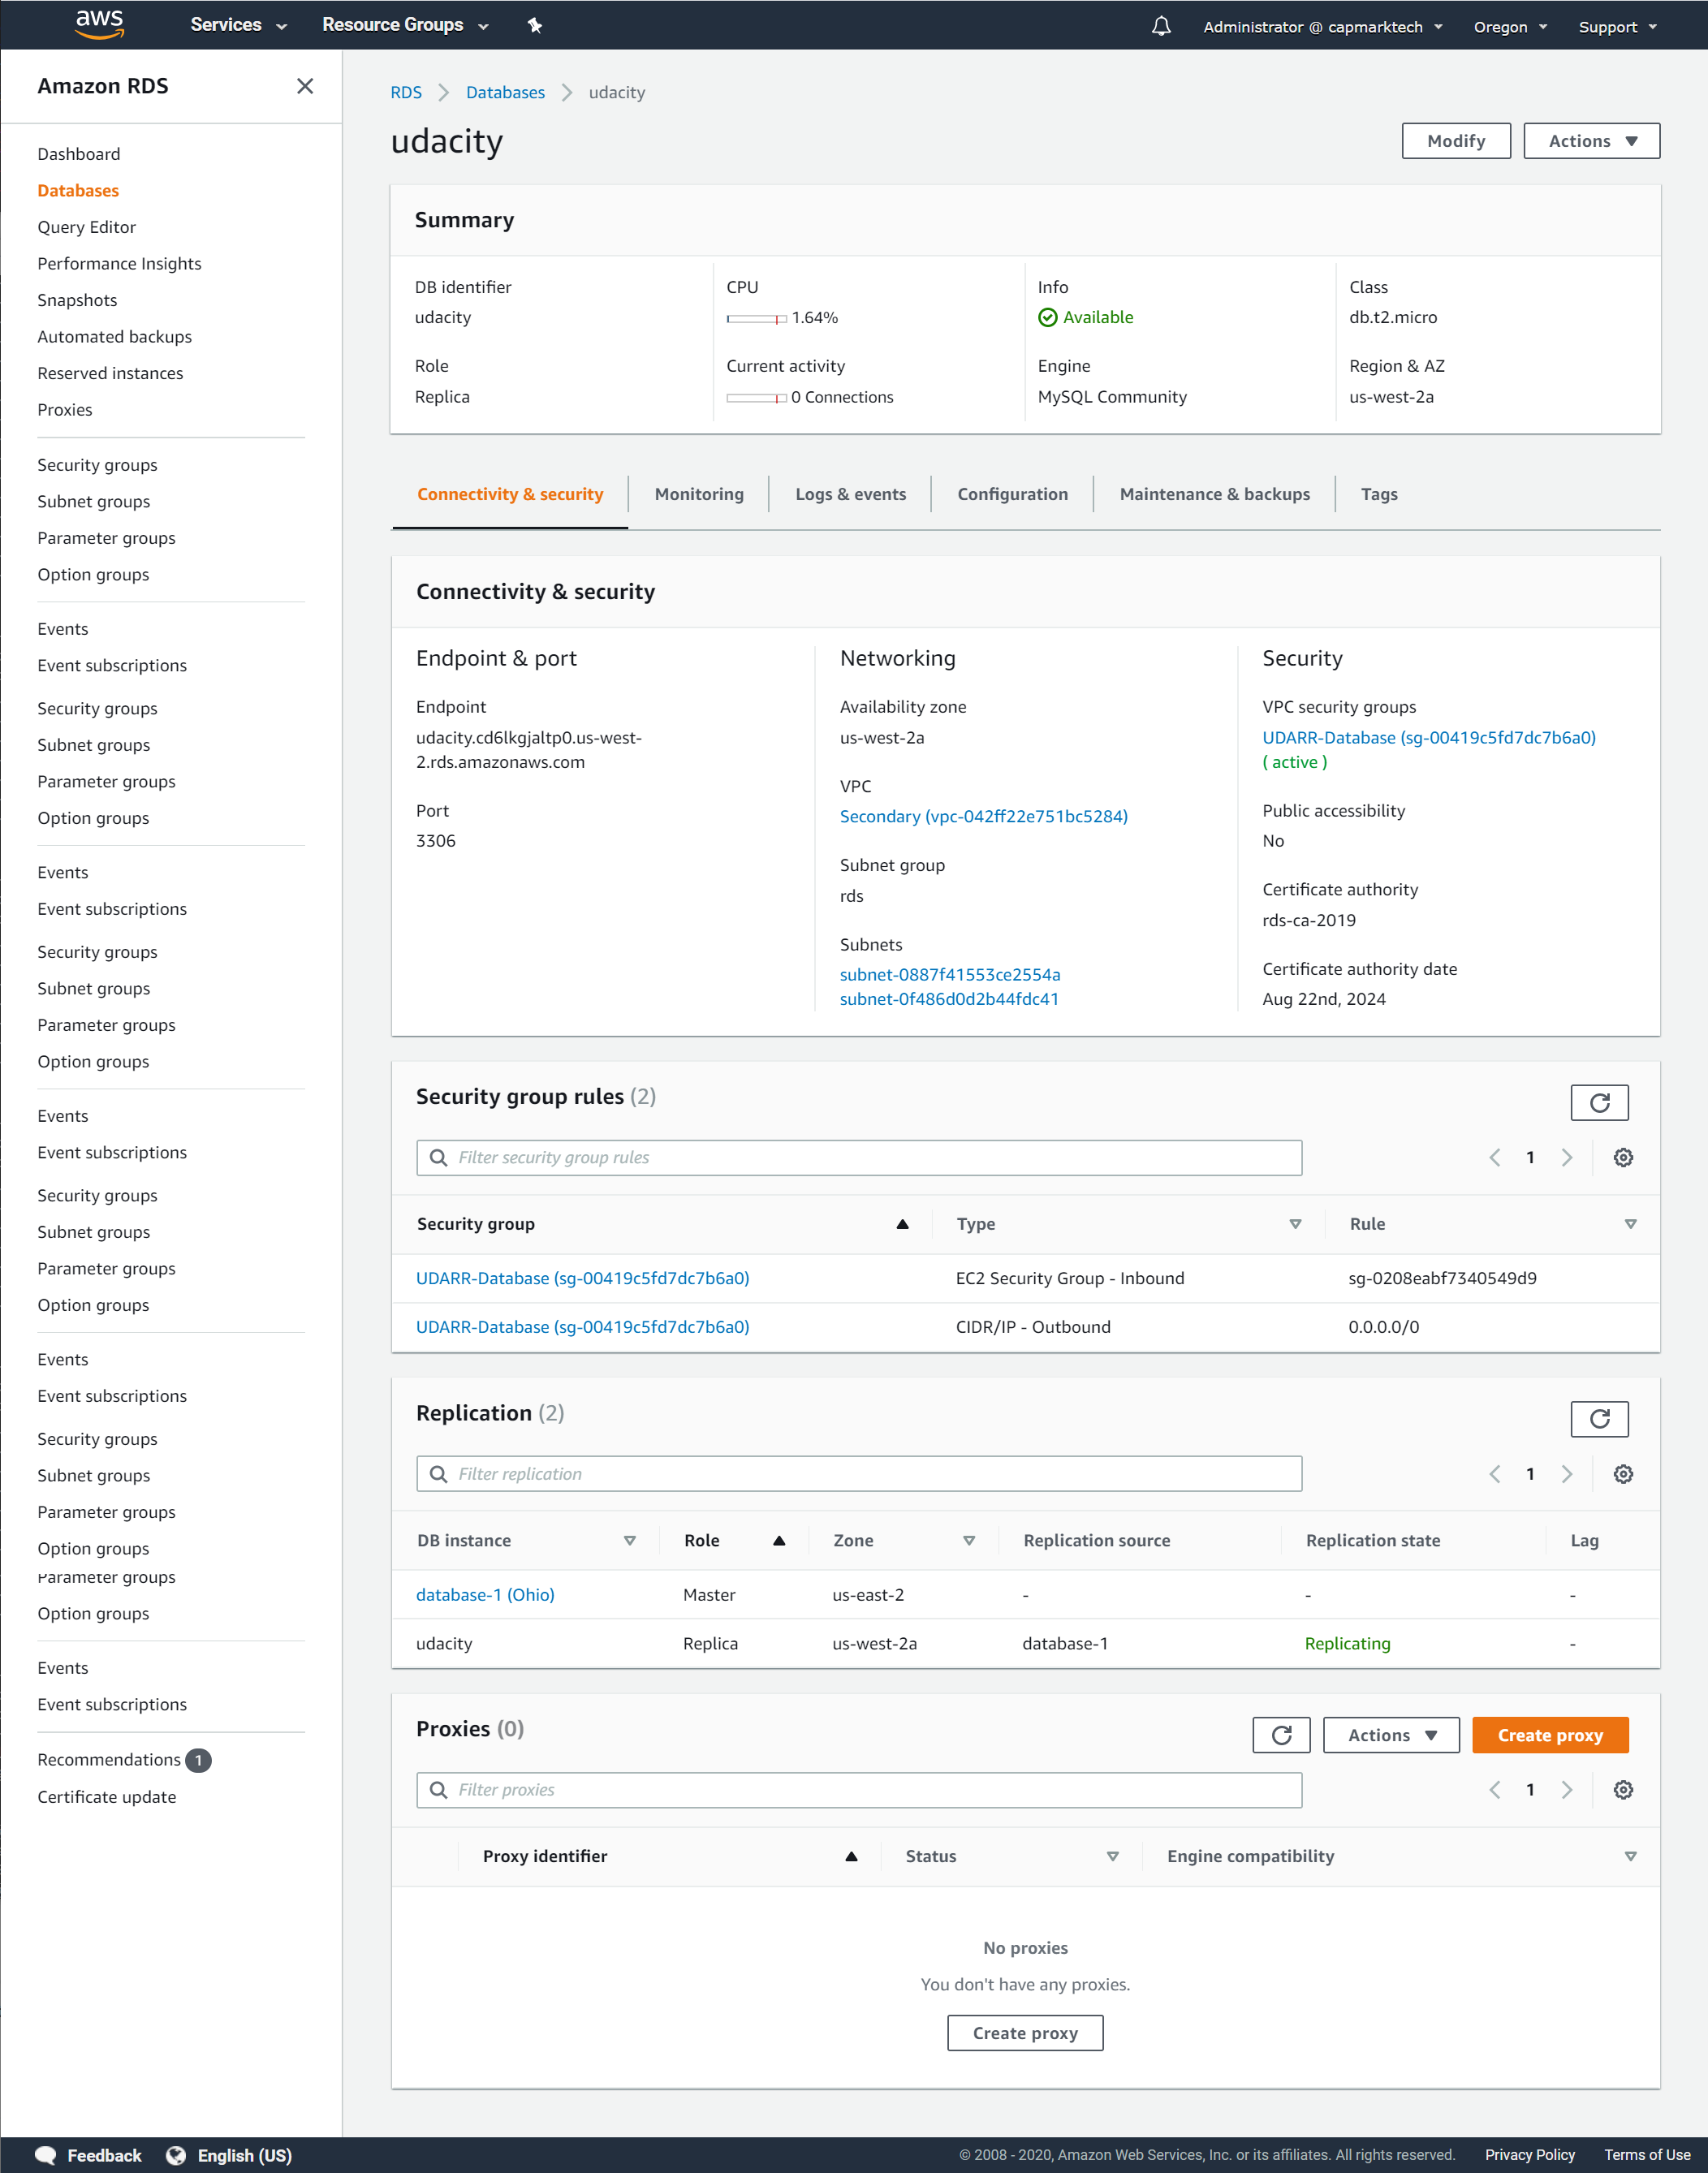 aws
Services
Resource Groups
Administrator @ capmarktech
Oregon
Support
Amazon RDS
Dashboard
Databases
Query Editor
Performance Insights
Snapshots
Automated backups
Reserved instances
Proxies
Security groups
Subnet groups
Parameter groups
Option groups
Events
Event subscriptions
Security groups
Subnet groups
Parameter groups
Option groups
Events
Event subscriptions
Security groups
Subnet groups
Parameter groups
Option groups
Events
Event subscriptions
Security groups
Subnet groups
Parameter groups
Option groups
Events
Event subscriptions
Security groups
Subnet groups
Parameter groups
Option groups
Parameter groups
Option groups
Events
Event subscriptions
Recommendations 1
Certificate update
RDS > Databases > udacity
udacity
Modify
Actions
Summary
DB identifier
udacity
CPU
1.64%
Info
Available
Class
db.t2.micro
Role
Replica
Current activity
0 Connections
Engine
MySQL Community
Region & AZ
us-west-2a
Connectivity & security
Monitoring
Logs & events
Configuration
Maintenance & backups
Tags
Connectivity & security
Endpoint & port
Endpoint
udacity.cd6lkgjaltp0.us-west-
2.rds.amazonaws.com
Port
3306
Networking
Availability zone
us-west-2a
VPC
Secondary (vpc-042ff22e751bc5284)
Subnet group
rds
Subnets
subnet-0887f41553ce2554a
subnet-0f486d0d2b44fdc41
Security
VPC security groups
UDARR-Database (sg-00419c5fd7dc7b6a0)
( active )
Public accessibility
No
Certificate authority
rds-ca-2019
Certificate authority date
Aug 22nd, 2024
Security group rules (2)
Filter security group rules
1
Security group Type Rule
UDARR-Database (sg-00419c5fd7dc7b6a0) EC2 Security Group - Inbound sg-0208eabf7340549d9
UDARR-Database (sg-00419c5fd7dc7b6a0) CIDR/IP - Outbound 0.0.0.0/0
Replication (2)
Filter replication
1
DB instance Role Zone Replication source Replication state Lag
database-1 (Ohio) Master us-east-2 - - -
udacity Replica us-west-2a database-1 Replicating -
Proxies (0)
Actions
Create proxy
Filter proxies
1
Proxy identifier Status Engine compatibility
No proxies
You don't have any proxies.
Create proxy
Feedback
English (US)
© 2008 - 2020, Amazon Web Services, Inc. or its affiliates. All rights reserved.
Privacy Policy
Terms of Use